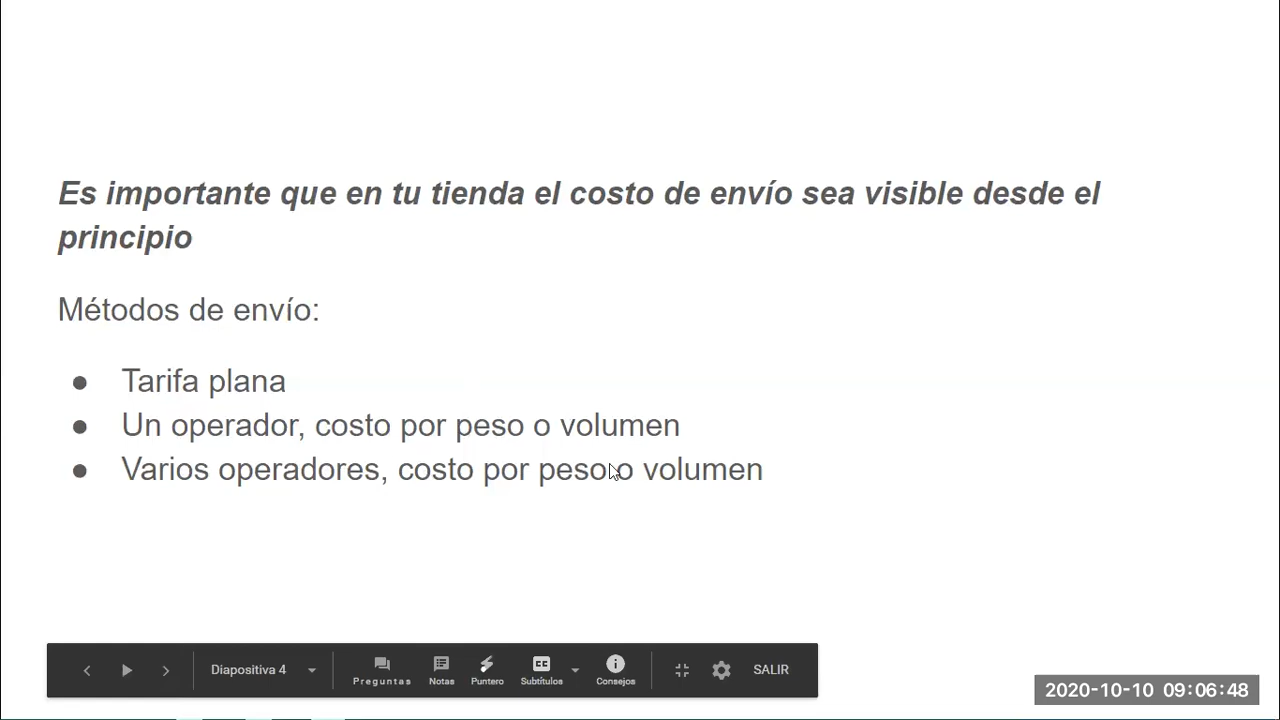 Es importante que en tu tienda el costo de envío sea visible desde el
principio
Métodos de envío:
● Tarifa plana
● Un operador, costo por peso o volumen
● Varios operadores, costo por peso o volumen
Diapositiva 4
Preguntas
Notas
Puntero
Subtítulos
Consejos
SALIR
2020-10-10 09:06:48